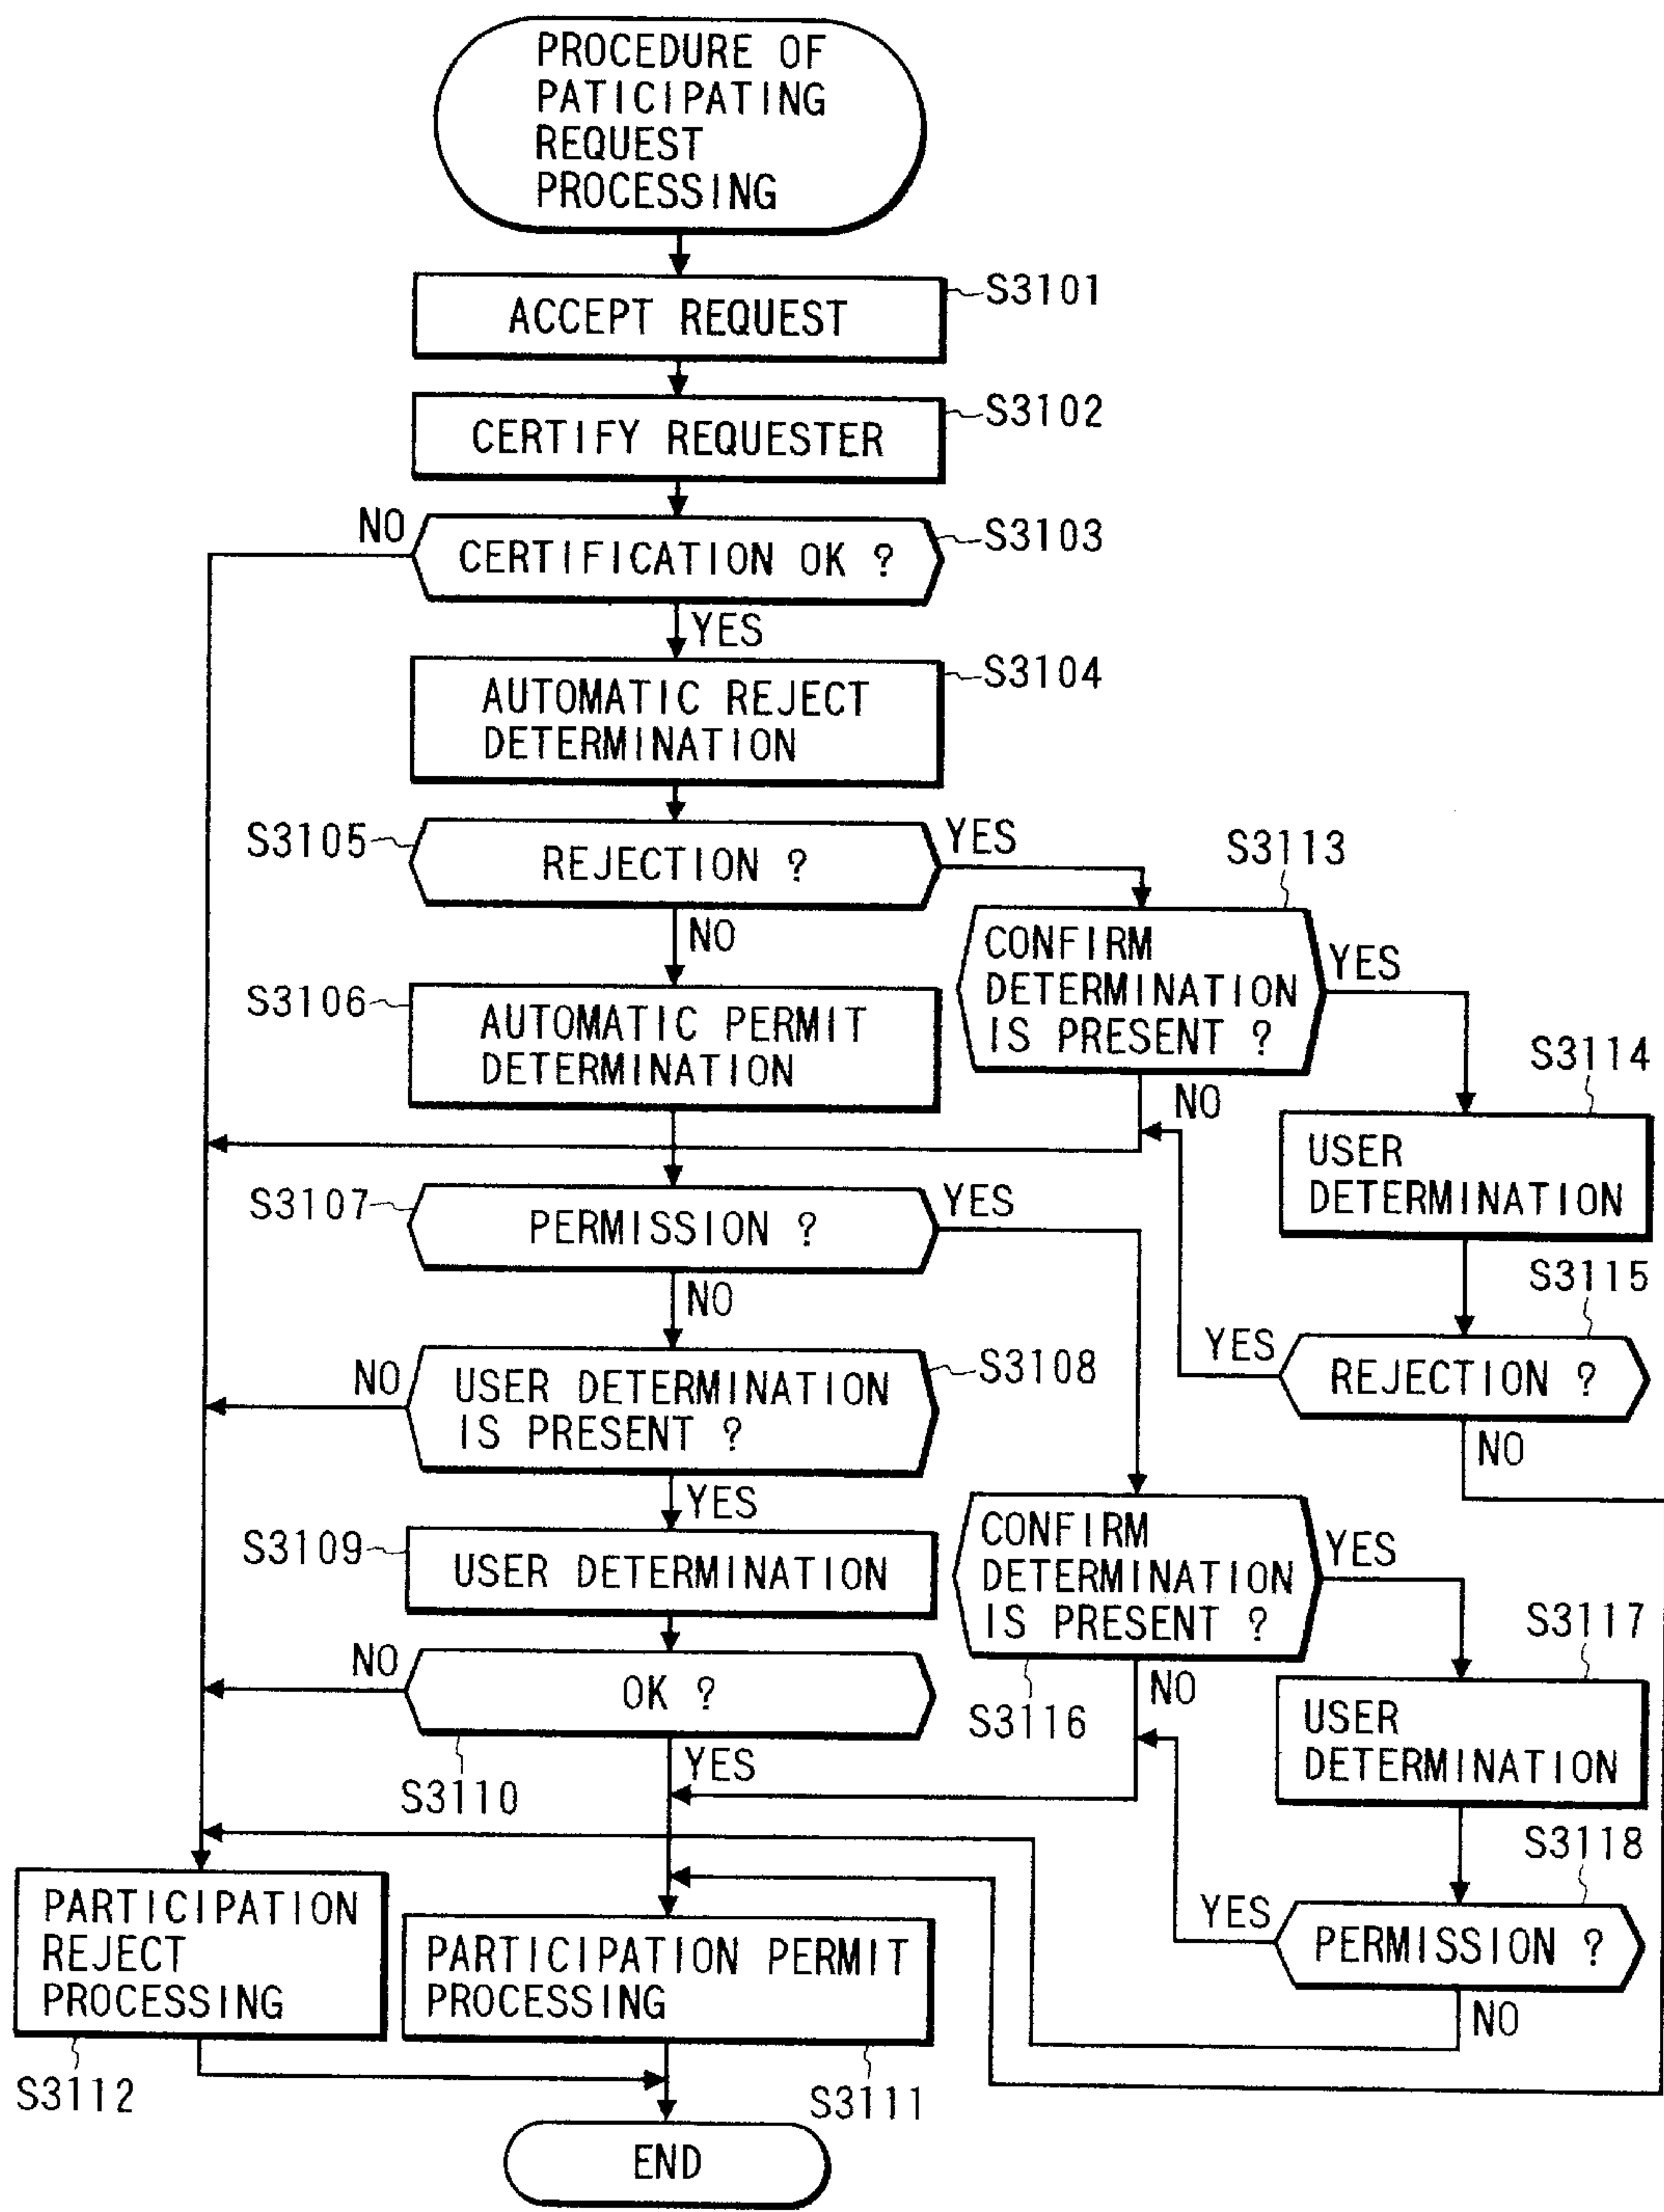 PROCEDURE OF
PATICIPATING
REQUEST
PROCESSING
S3101
ACCEPT REQUEST
S3102
CERTIFY REQUESTER
NO
S3103
CERTIFICATION OK ?
YES
S3104
AUTOMATIC REJECT
DETERMINATION
S3105
REJECTION ?
YES
NO
S3113
CONFIRM
DETERMINATION
IS PRESENT ?
YES
NO
S3106
AUTOMATIC PERMIT
DETERMINATION
S3114
USER
DETERMINATION
S3107
PERMISSION ?
YES
NO
S3115
YES
REJECTION ?
NO
NO
S3108
USER DETERMINATION
IS PRESENT ?
YES
S3109
USER DETERMINATION
CONFIRM
DETERMINATION
IS PRESENT ?
YES
S3116
NO
S3117
USER
DETERMINATION
NO
OK ?
S3110
YES
S3118
YES
PERMISSION ?
NO
PARTICIPATION
REJECT
PROCESSING
S3112
PARTICIPATION PERMIT
PROCESSING
S3111
END